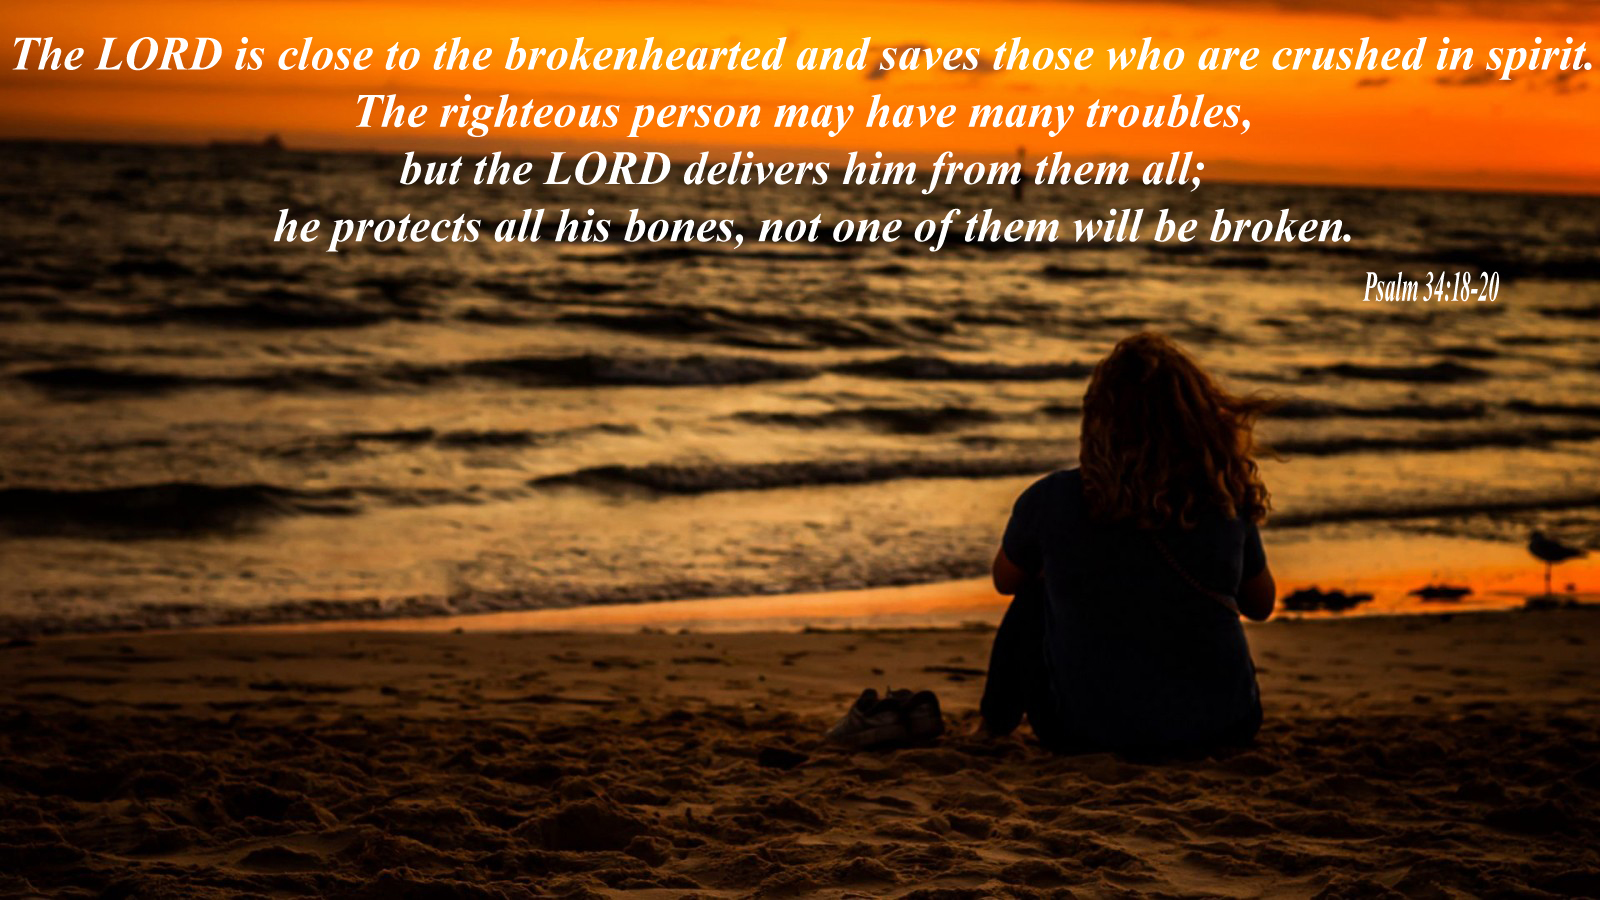 The LORD is close to the brokenhearted and saves those who are crushed in spirit.
The righteous person may have many troubles,
but the LORD delivers him from them all;
he protects all his bones, not one of them will be broken.
Psalm 34:18-20